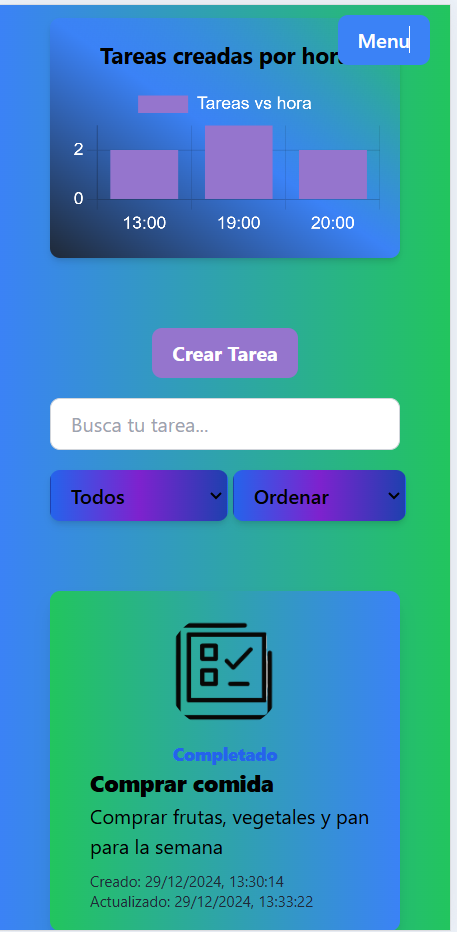 Tareas creadas por hora
Menu
Tareas vs hora
2
0
13:00 19:00 20:00
Crear Tarea
Busca tu tarea...
Todos Ordenar
Completado
Comprar comida
Comprar frutas, vegetales y pan
para la semana
Creado: 29/12/2024, 13:30:14
Actualizado: 29/12/2024, 13:33:22